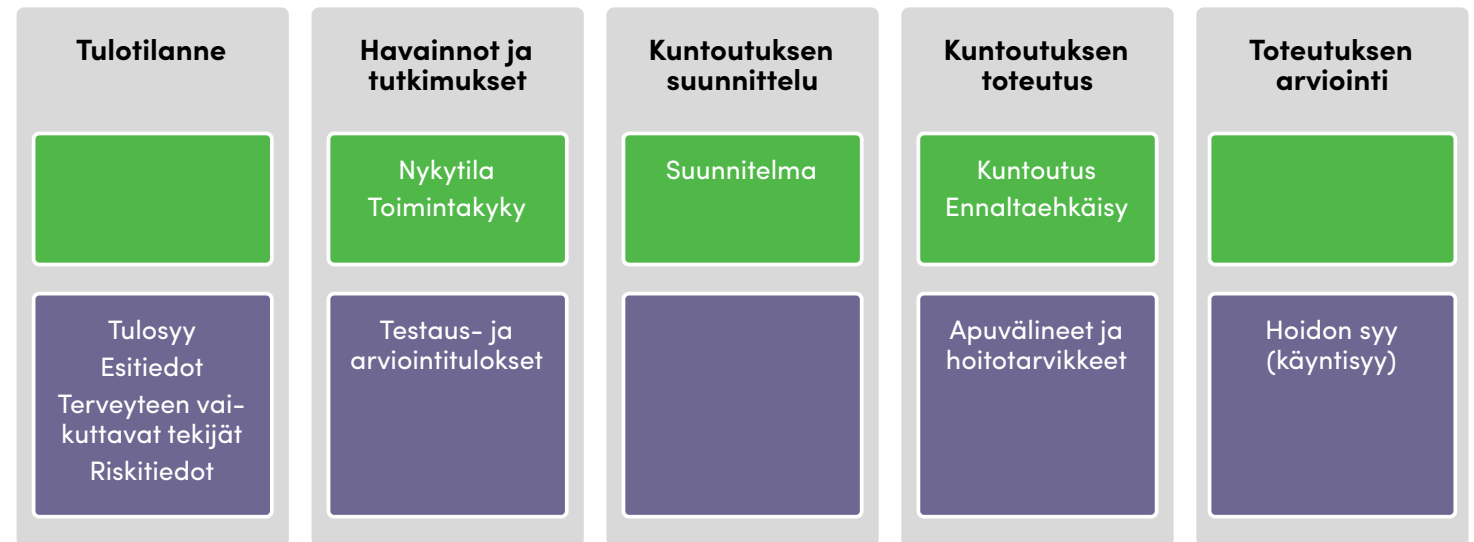 Tulotilanne
Havainnot ja
tutkimukset
Nykytila
Toimintakyky
Kuntoutuksen
suunnittelu
Suunnitelma
Kuntoutuksen
toteutus
Kuntoutus
Ennaltaehkäisy
Toteutuksen
arviointi
Tulosyy
Esitiedot
Terveyteen vai-
kuttavat tekijät
Riskitiedot
Testaus- ja
arviointitulokset
Apuvälineet ja
hoitotarvikkeet
Hoidon syy
(käyntisyy)